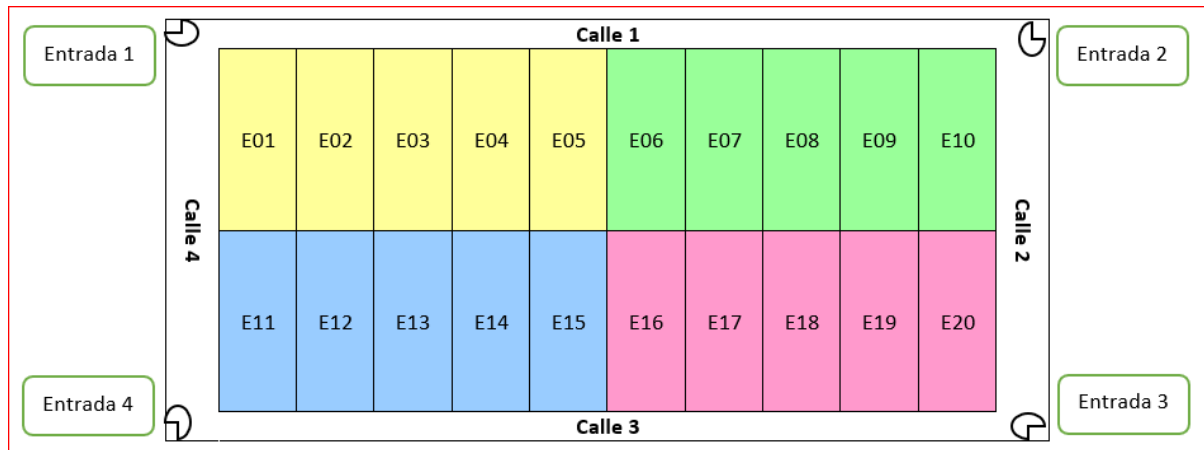 Calle 1
Entrada 1
Entrada 2
E01 E02 E03 E04 E05 E06 E07 E08 E09 E10
Calle 4
Calle 2
E11 E12 E13 E14 E15 E16 E17 E18 E19 E20
Entrada 4
Entrada 3
Calle 3